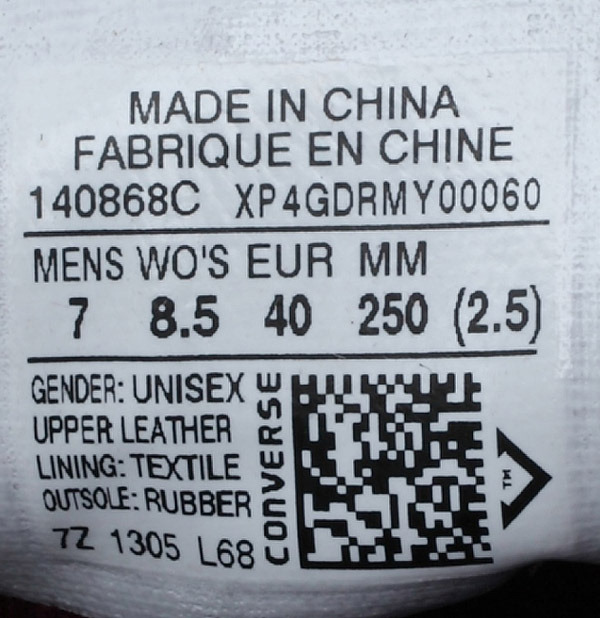 MADE IN CHINA
FABRIQUE EN CHINE
140868C XP4GDRMY00060
MENS WO'S EUR MM
7 8.5 40 250 (2.5)
GENDER: UNISEX
UPPER LEATHER
LINING: TEXTILE
OUTSOLE: RUBBER
7Z 1305 L68
CONVERSE
TM